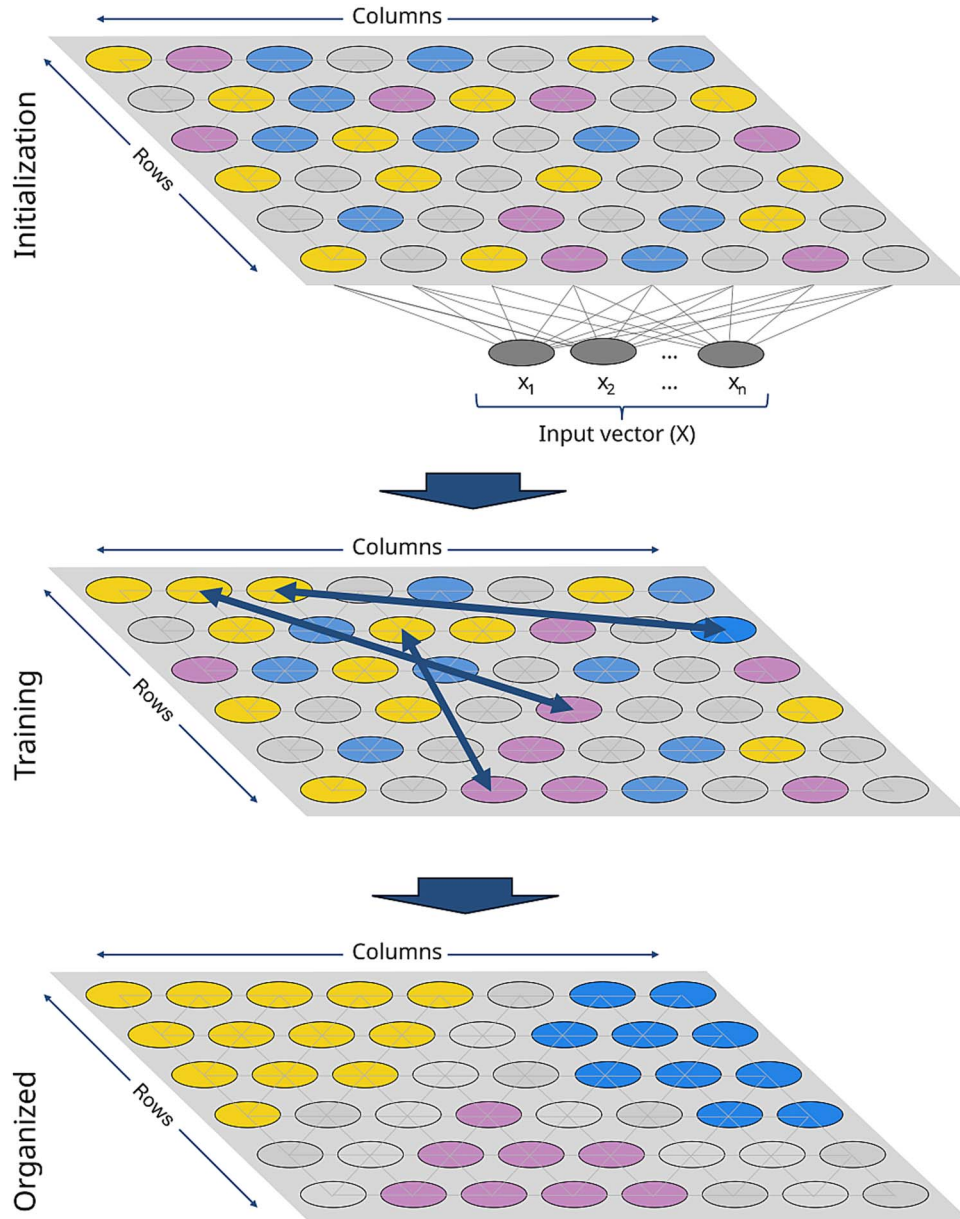 Columns
Initialization
Rows
...
x1 x2 ... xn
Input vector (X)
Columns
Training
Rows
Columns
Organized
Rows